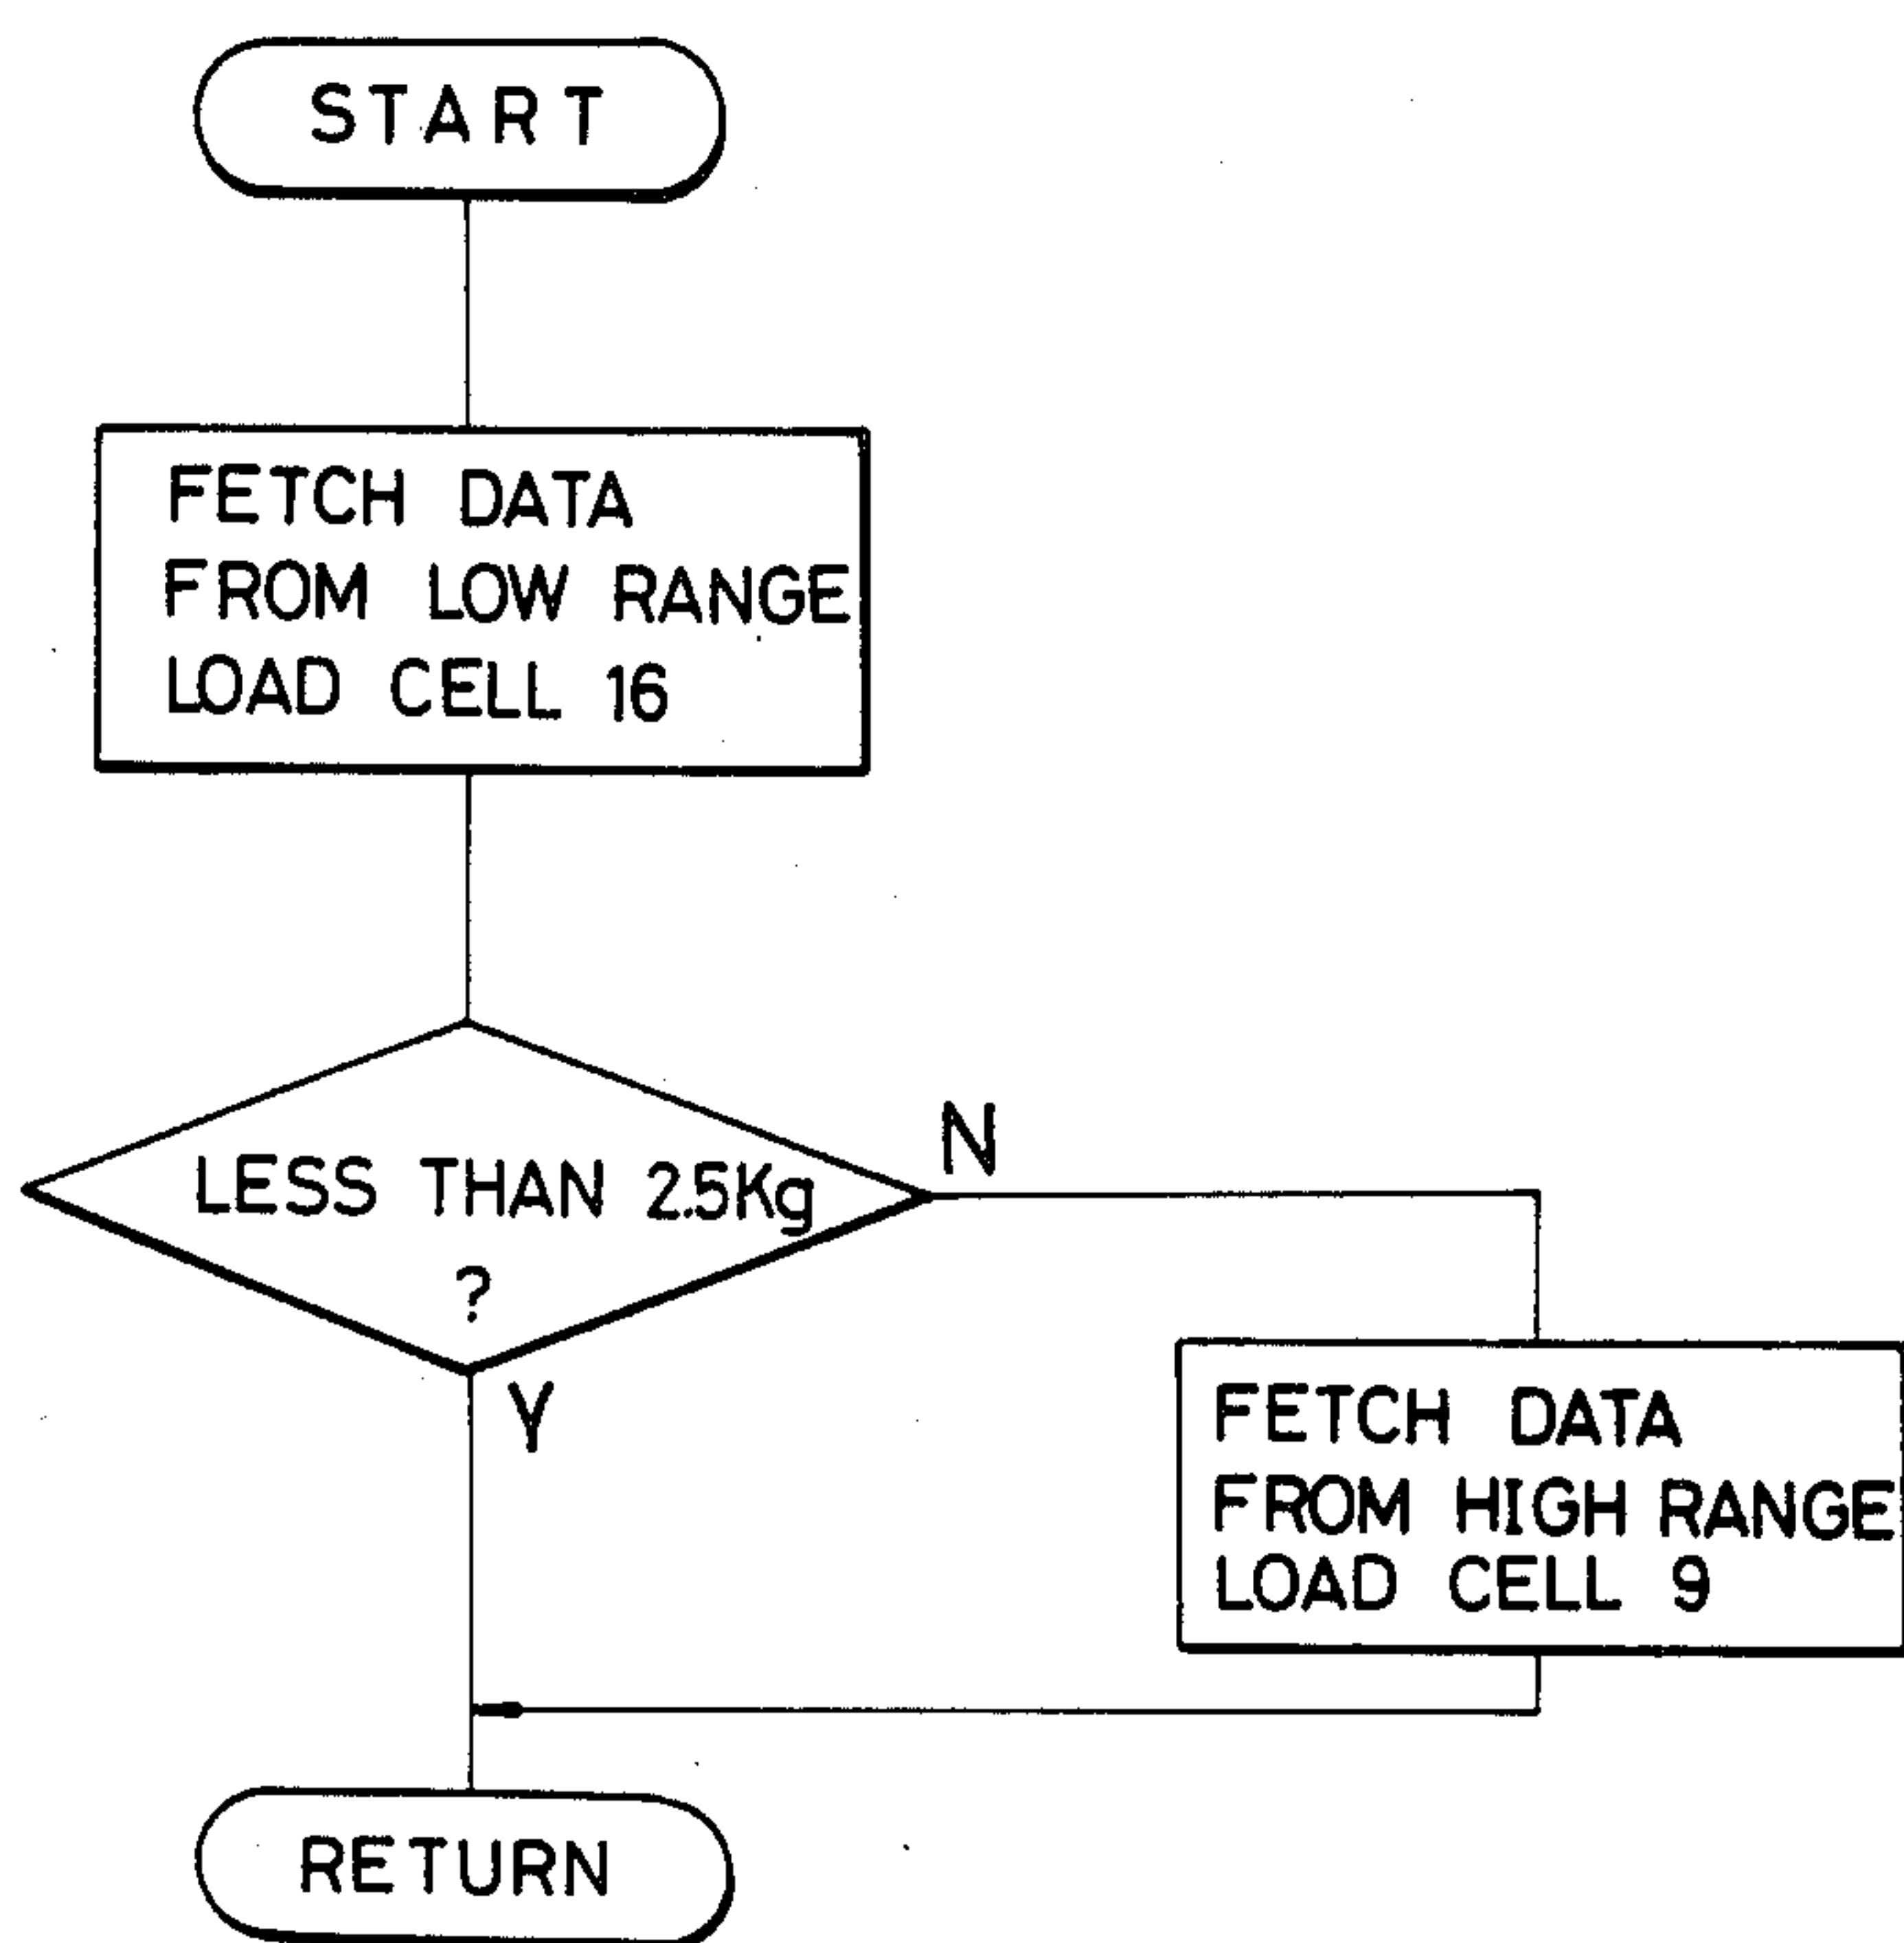 START
FETCH DATA
FROM LOW RANGE
LOAD CELL 16
LESS THAN 2.5Kg
?
N
Y
FETCH DATA
FROM HIGH RANGE
LOAD CELL 9
RETURN